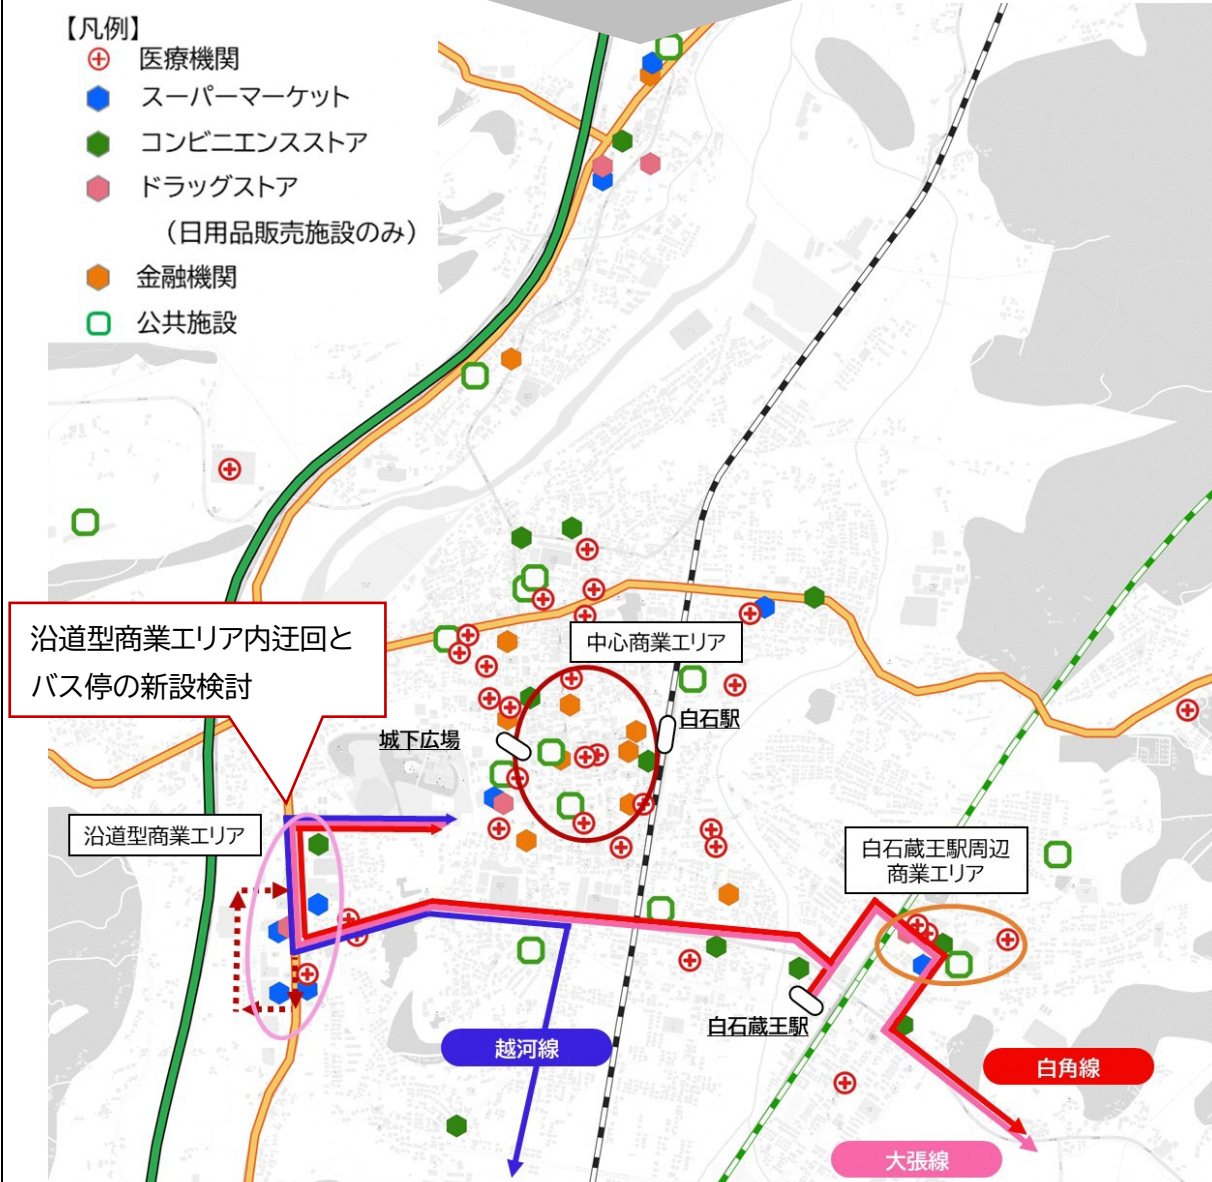 【凡例】
医療機関
スーパーマーケット
コンビニエンスストア
ドラッグストア
（日用品販売施設のみ）
金融機関
公共施設
沿道型商業エリア内迂回と
バス停の新設検討
中心商業エリア
白石駅
城下広場
沿道型商業エリア
白石蔵王駅周辺
商業エリア
白石蔵王駅
越河線
白角線
大張線